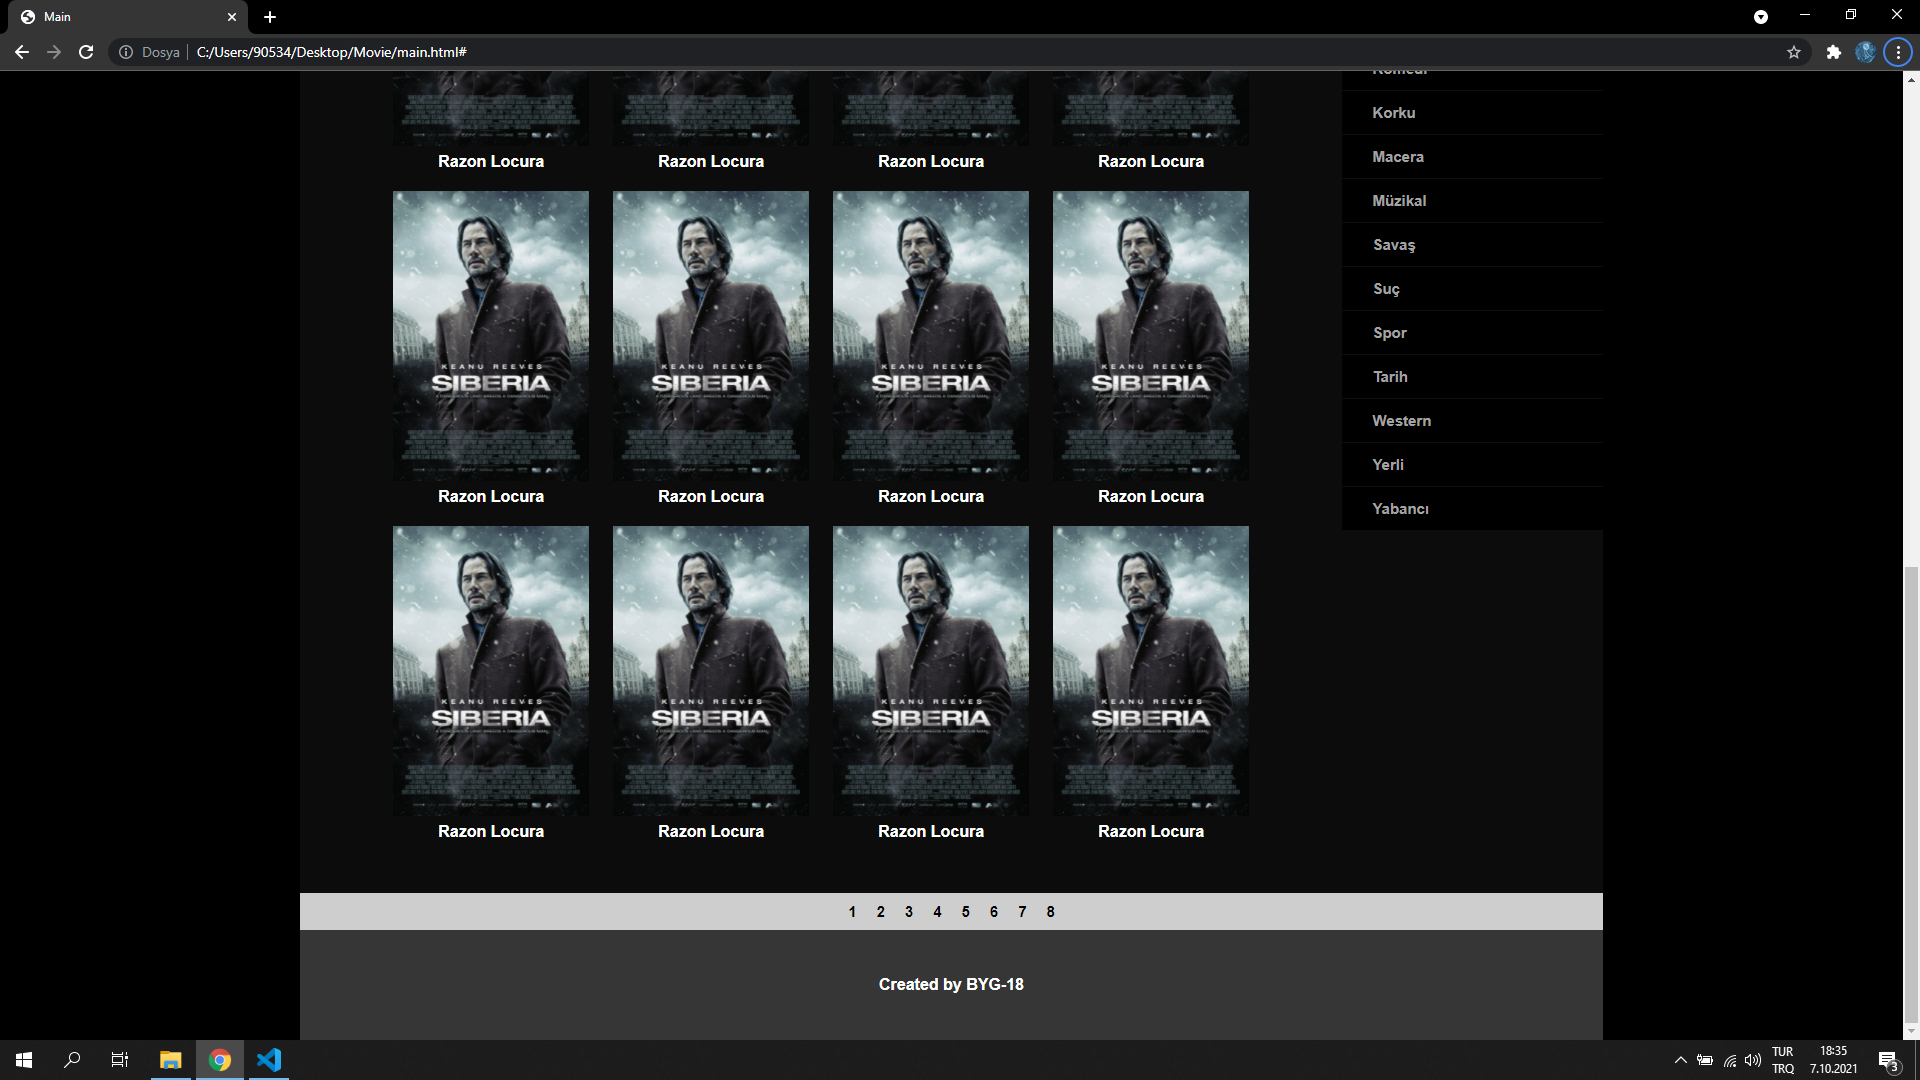 Main
Dosya C:/Users/90534/Desktop/Movie/main.html#
Komedi
Korku
Macera
Müzikal
Savaş
Suç
Spor
Tarih
Western
Yerli
Yabancı
Razon Locura Razon Locura Razon Locura Razon Locura
KEANU REEVES KEANU REEVES KEANU REEVES KEANU REEVES
SIBERIA SIBERIA SIBERIA SIBERIA
Razon Locura Razon Locura Razon Locura Razon Locura
KEANU REEVES KEANU REEVES KEANU REEVES KEANU REEVES
SIBERIA SIBERIA SIBERIA SIBERIA
Razon Locura Razon Locura Razon Locura Razon Locura
1 2 3 4 5 6 7 8
Created by BYG-18
TUR 18:35
TRQ 7.10.2021 3